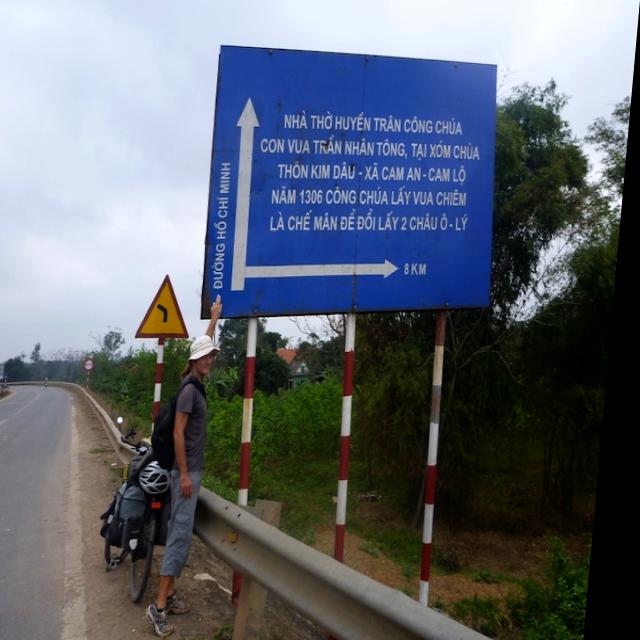 NHÀ THỜ HUYỀN TRÂN CÔNG CHÚA
CON VUA TRẦN NHÂN TÔNG, TẠI XÓM CHÙA
THÔN KIM DÂU - XÃ CAM AN - CAM LỘ
NĂM 1306 CÔNG CHÚA LẤY VUA CHIÊM
LÀ CHẾ MÂN ĐỂ ĐỔI LẤY 2 CHÂU Ô - LÝ
ĐƯỜNG HỒ CHÍ MINH
8 KM